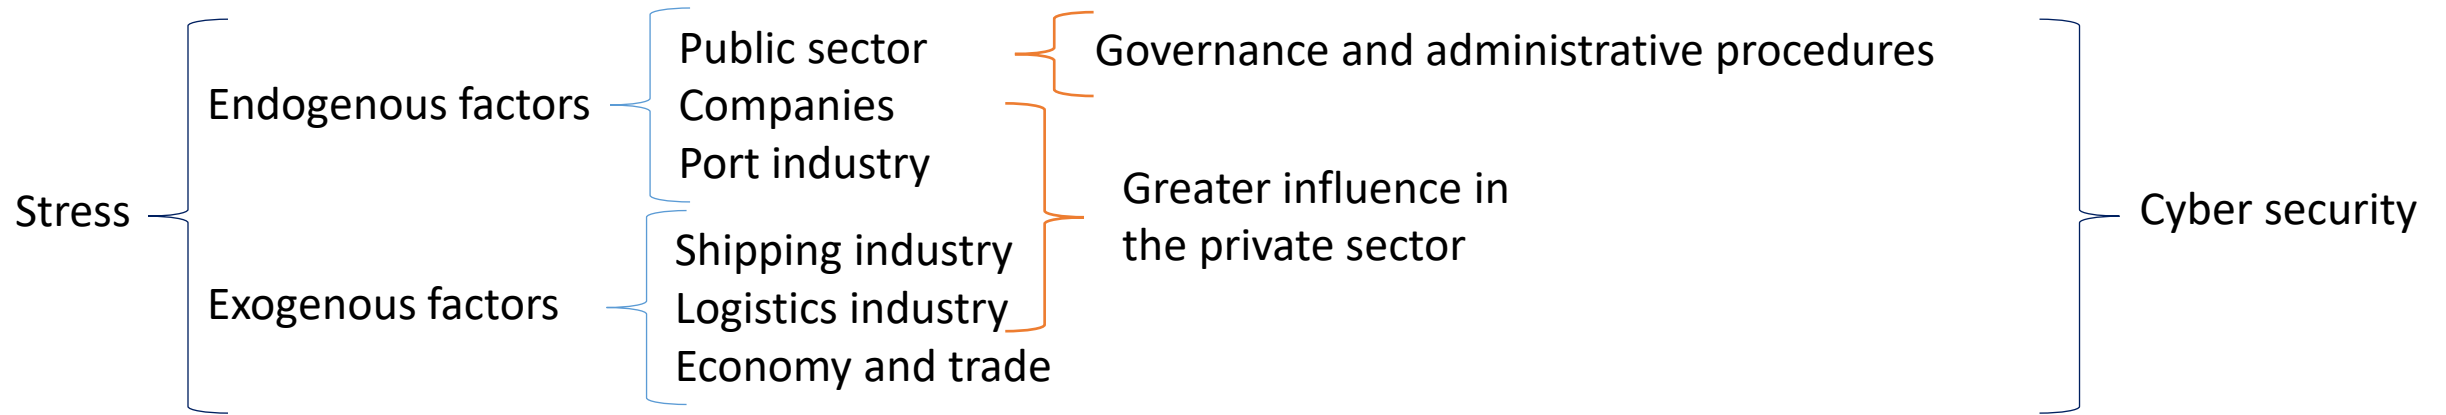 Stress
Endogenous factors
Exogenous factors
Public sector
Companies
Port industry
Shipping industry
Logistics industry
Economy and trade
Governance and administrative procedures
Greater influence in
the private sector
Cyber security